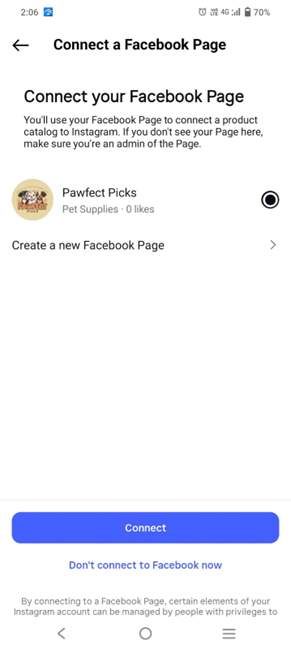 2:06 4G 70%
Connect a Facebook Page
Connect your Facebook Page
You'll use your Facebook Page to connect a product
catalog to Instagram. If you don't see your Page here,
make sure you're an admin of the Page.
Pawfect Picks
Pet Supplies · 0 likes
Create a new Facebook Page
Connect
Don't connect to Facebook now
By connecting to a Facebook Page, certain elements of your
Instagram account can be managed by people with privileges to